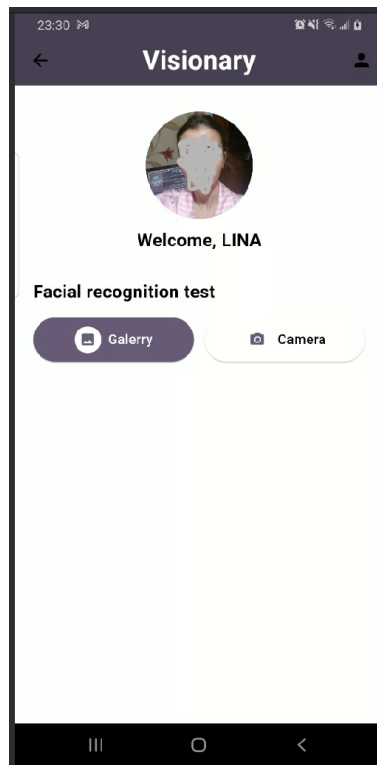 23:30
Visionary
Welcome, LINA
Facial recognition test
Galerry
Camera